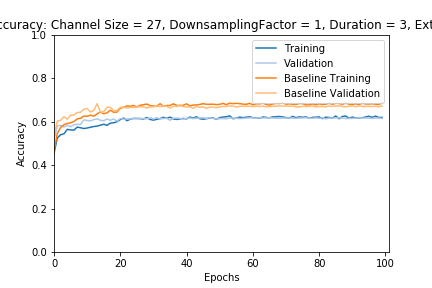 ccuracy: Channel Size = 27, DownsamplingFactor = 1, Duration = 3, Ext
1.0
0.8
0.6
0.4
0.2
0.0
Accuracy
Training
Validation
Baseline Training
Baseline Validation
0 20 40 60 80 100
Epochs